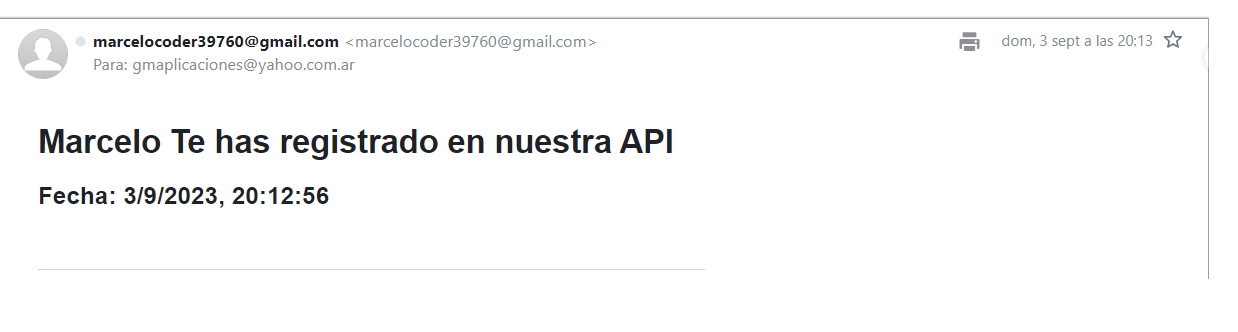 marcelocoder39760@gmail.com <marcelocoder39760@gmail.com> dom, 3 sept a las 20:13
Para: gmaplicaciones@yahoo.com.ar
Marcelo Te has registrado en nuestra API
Fecha: 3/9/2023, 20:12:56